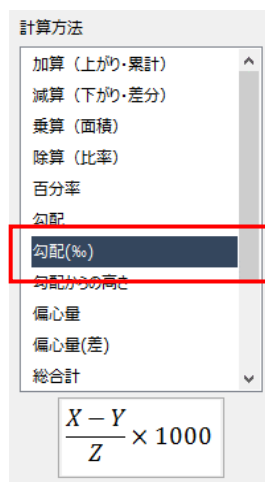 計算方法
加算（上がり・累計）
減算（下がり・差分）
乗算（面積）
除算（比率）
百分率
勾配
勾配(‰)
勾配からの高さ
偏心量
偏心量(差)
総合計
X − Y
Z
× 1000